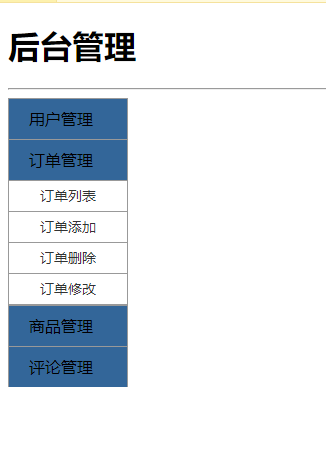 后台管理
用户管理
订单管理
订单列表
订单添加
订单删除
订单修改
商品管理
评论管理